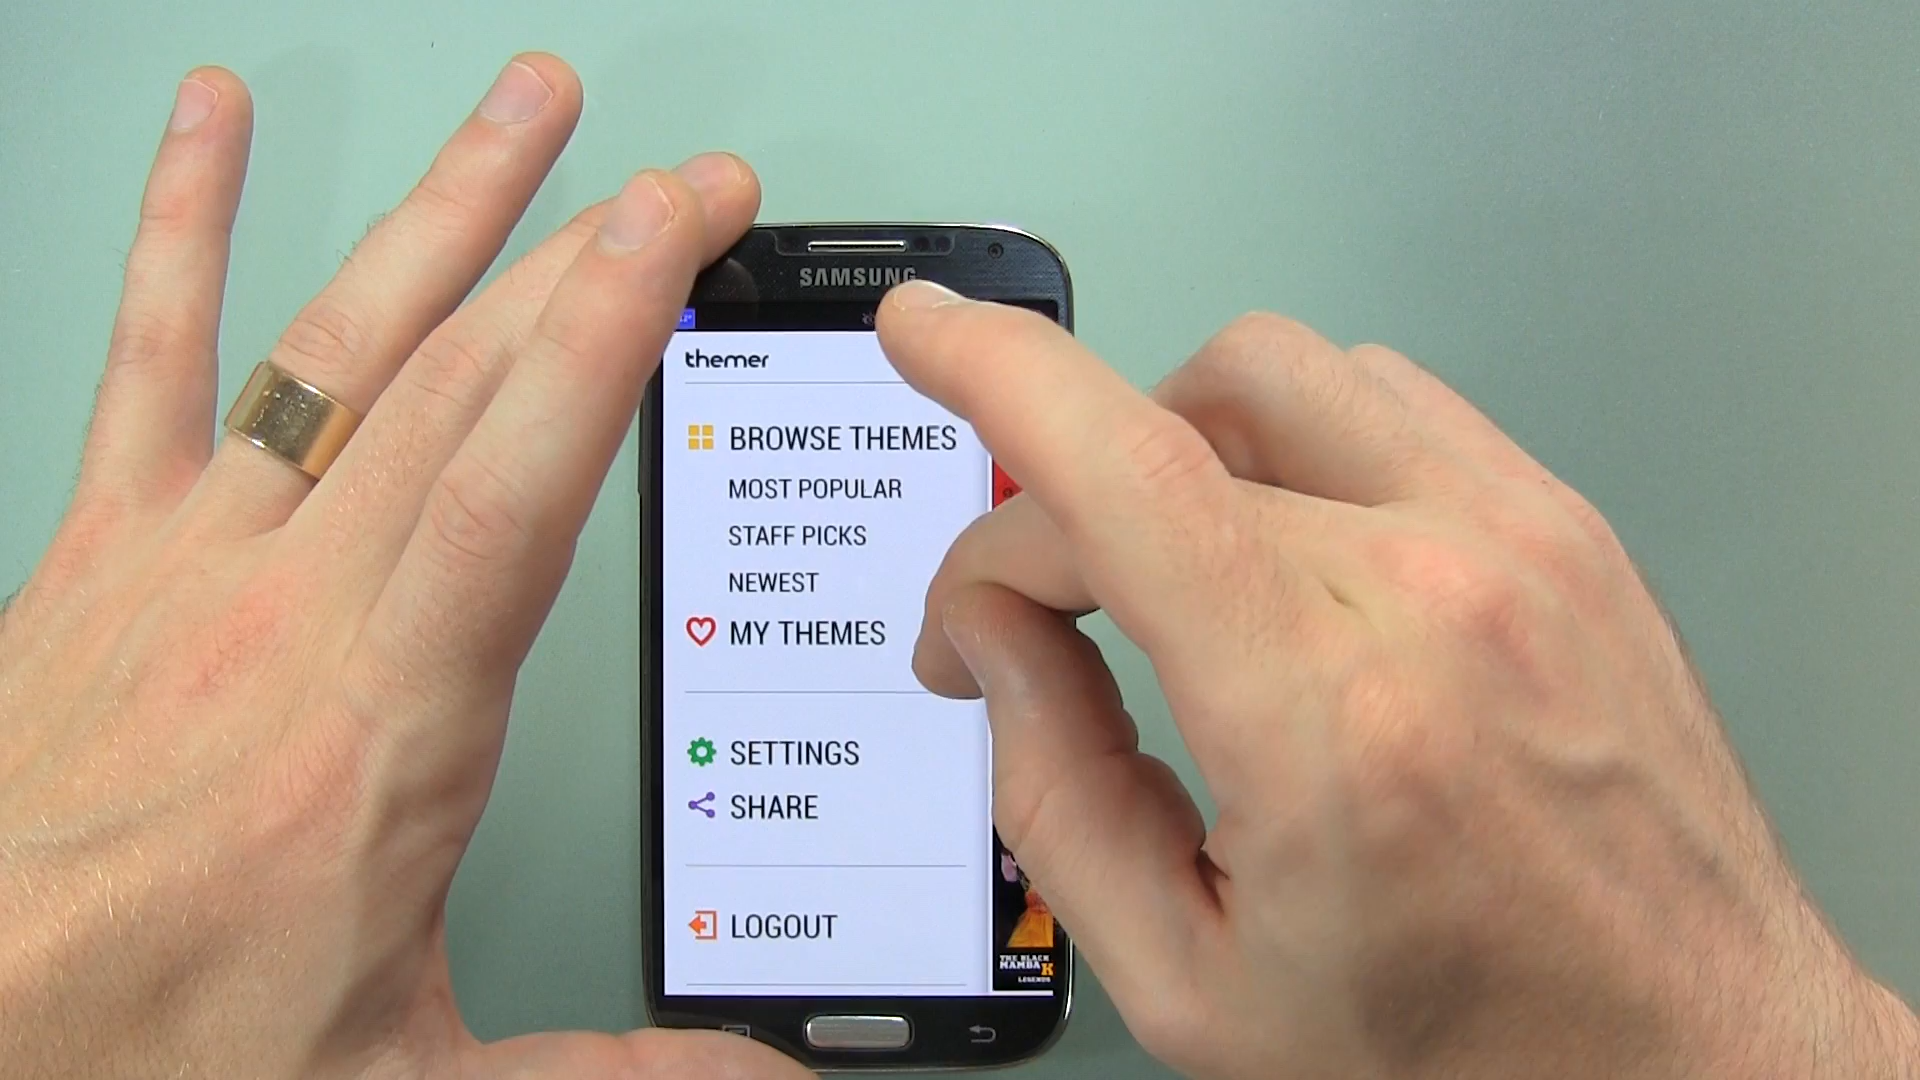 SAMSUNG
themer
BROWSE THEMES
MOST POPULAR
STAFF PICKS
NEWEST
MY THEMES
SETTINGS
SHARE
LOGOUT
THE BLACK
MAMBA K
LEGENDS